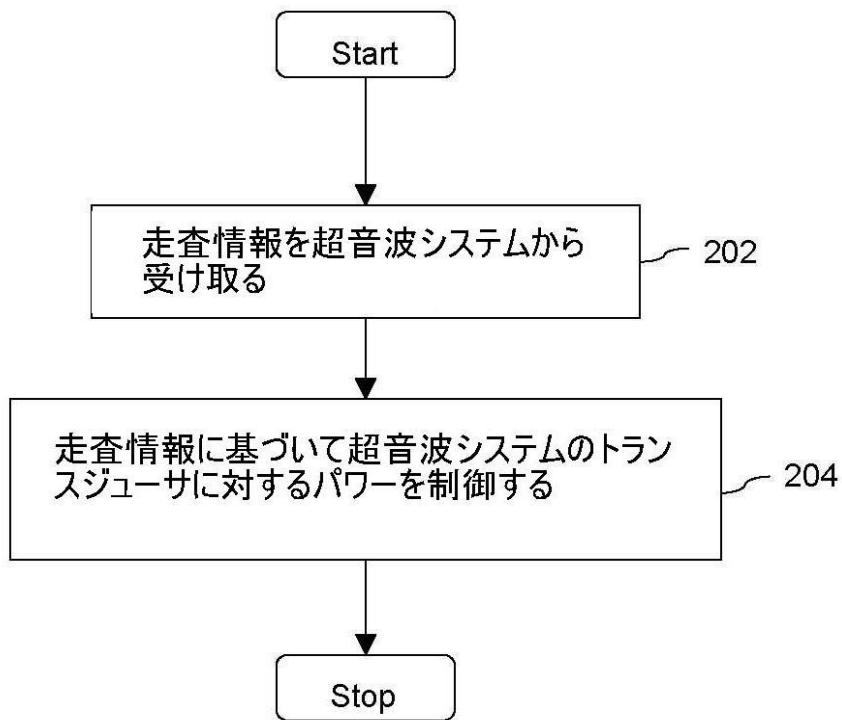 Start
走査情報を超音波システムから
受け取る
202
走査情報に基づいて超音波システムのトラン
スジューサに対するパワーを制御する
204
Stop